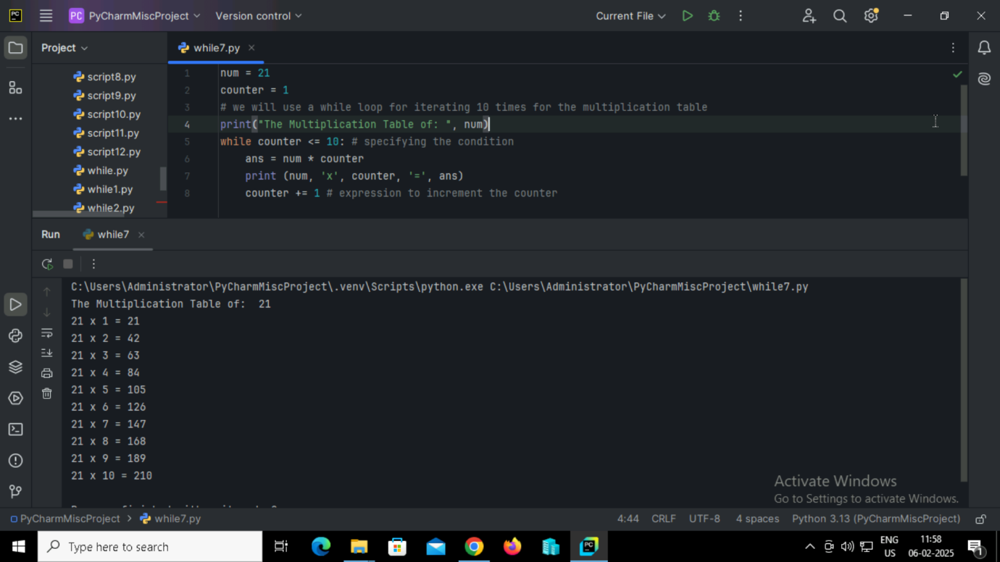 PC PyCharmMiscProject Version control Current File
Project
while7.py
script8.py
script9.py
script10.py
script11.py
script12.py
while.py
while1.py
while2.py
1 num = 21
2 counter = 1
3 # we will use a while loop for iterating 10 times for the multiplication table
4 print("The Multiplication Table of: ", num)
5 while counter <= 10: # specifying the condition
6 ans = num * counter
7 print (num, 'x', counter, '=', ans)
8 counter += 1 # expression to increment the counter
Run while7
C:\Users\Administrator\PyCharmMiscProject\.venv\Scripts\python.exe C:\Users\Administrator\PyCharmMiscProject\while7.py
The Multiplication Table of:  21
21 x 1 = 21
21 x 2 = 42
21 x 3 = 63
21 x 4 = 84
21 x 5 = 105
21 x 6 = 126
21 x 7 = 147
21 x 8 = 168
21 x 9 = 189
21 x 10 = 210
Activate Windows
Go to Settings to activate Windows.
PyCharmMiscProject > while7.py 4:44 CRLF UTF-8 4 spaces Python 3.13 (PyCharmMiscProject)
Type here to search
PC
ENG
US
11:58
06-02-2025
1